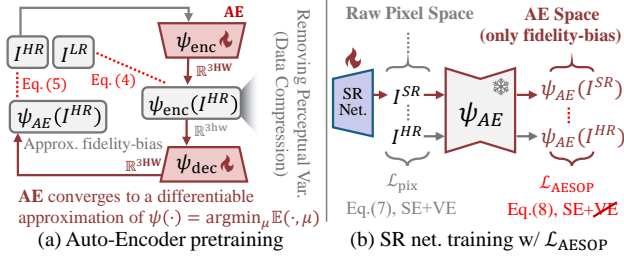 AE
I^HR I^LR
ψ_enc
Eq.(5)
Eq.(4)
ℝ^3HW
ψ_AE(I^HR)
ψ_enc(I^HR)
Approx. fidelity-bias
ℝ^3hw
ℝ^3HW
ψ_dec
Removing Perceptual Var.
(Data Compression)
AE converges to a differentiable
approximation of ψ(·) = argmin_μ 𝔼(·, μ)
(a) Auto-Encoder pretraining
Raw Pixel Space
AE Space
(only fidelity-bias)
SR
Net.
I^SR
I^HR
ψ_AE
ψ_AE(I^SR)
ψ_AE(I^HR)
ℒ_pix
Eq.(7), SE+VE
ℒ_AESOP
Eq.(8), SE+VE
(b) SR net. training w/ ℒ_AESOP